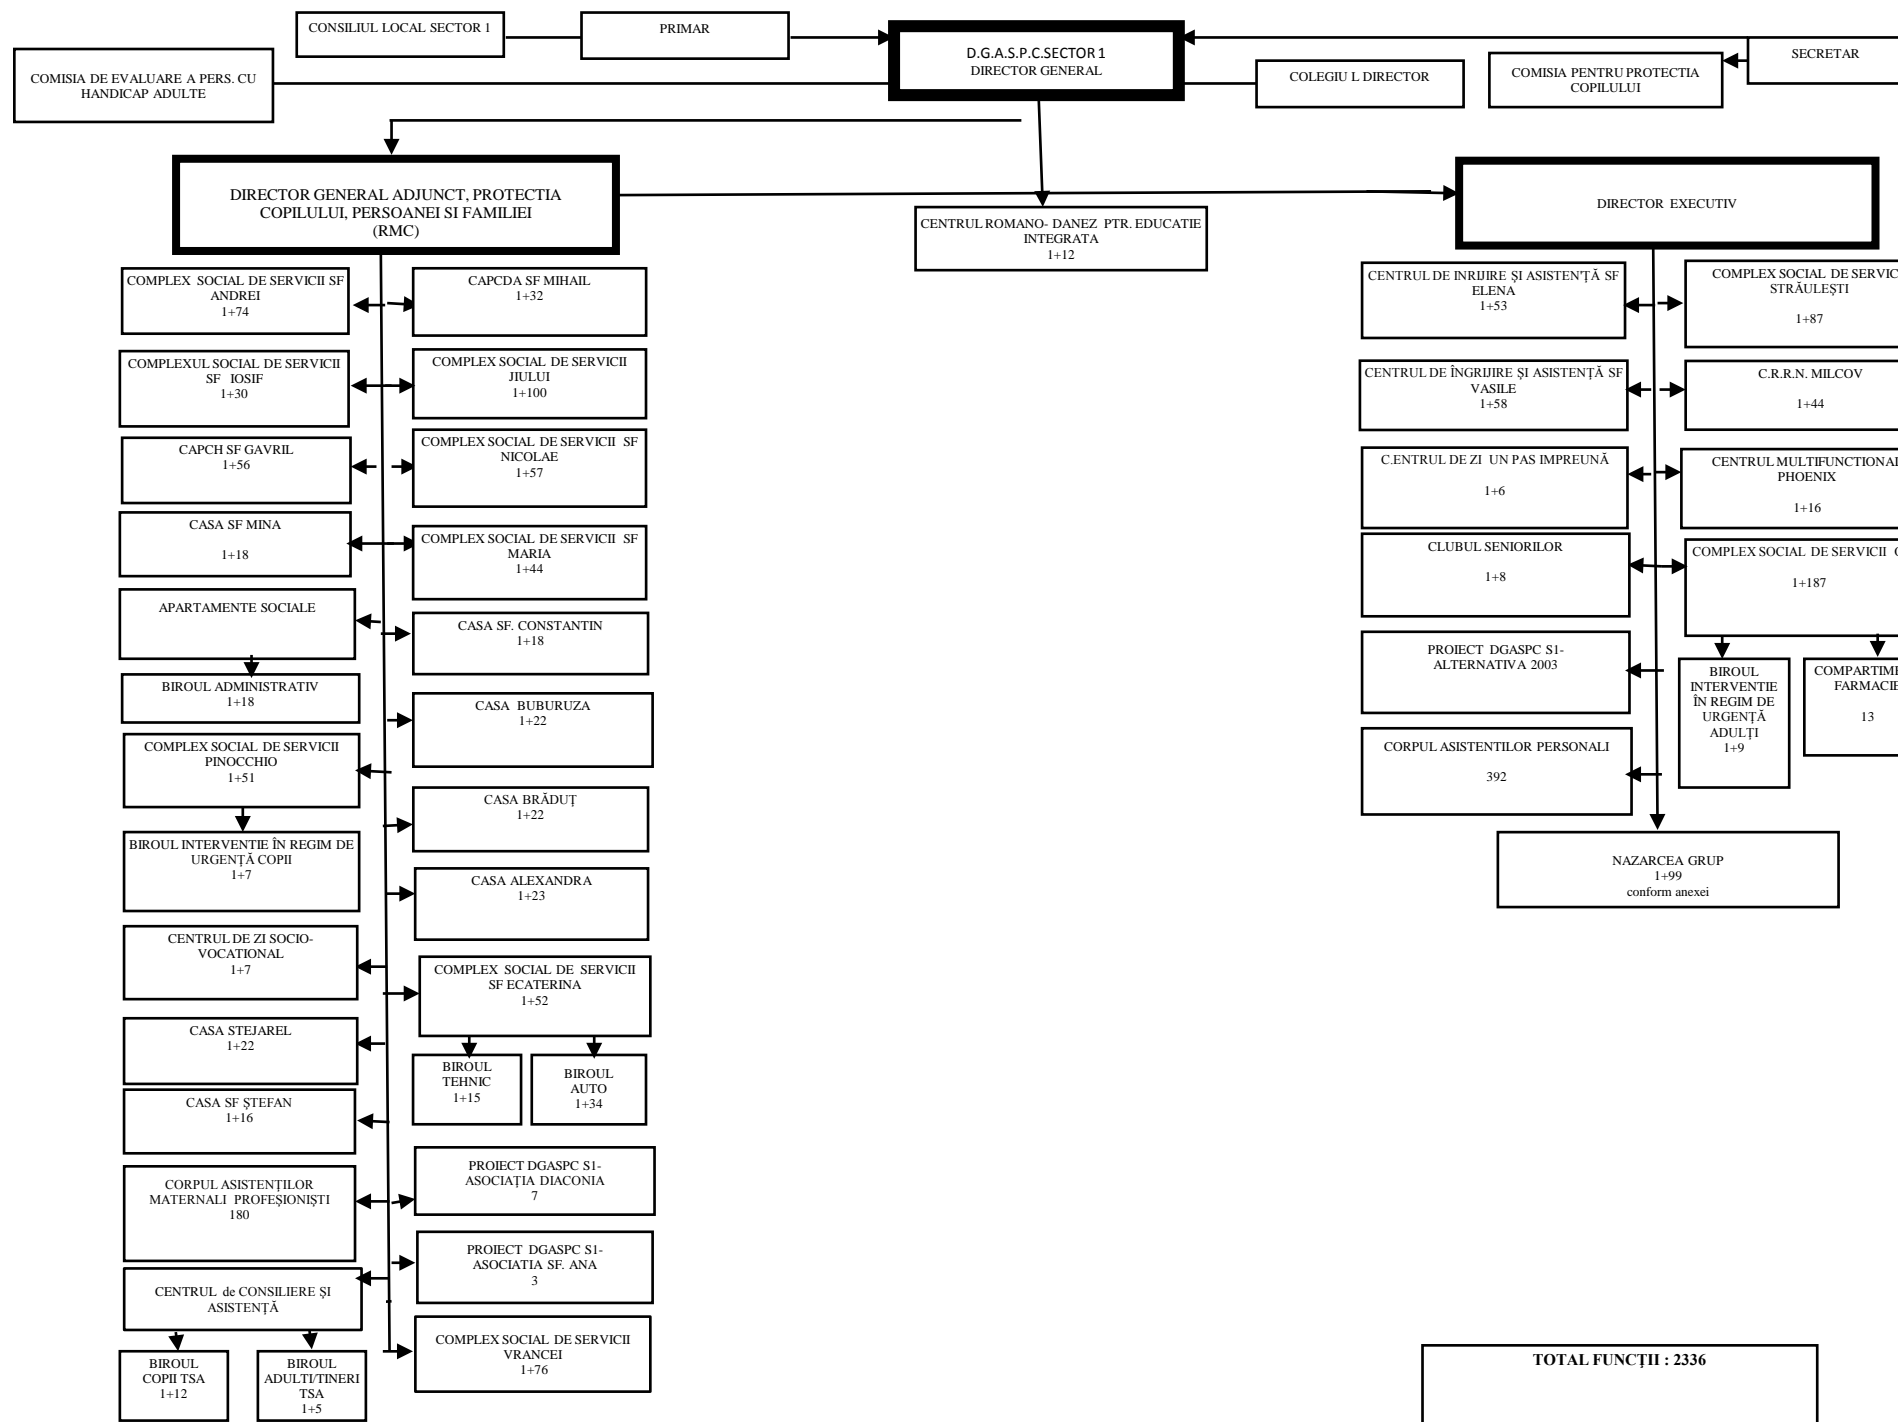 CONSILIUL LOCAL SECTOR 1
PRIMAR
D.G.A.S.P.C.SECTOR 1
DIRECTOR GENERAL
SECRETAR
COMISIA DE EVALUARE A PERS. CU
HANDICAP ADULTE
COLEGIU L DIRECTOR
COMISIA PENTRU PROTECTIA
COPILULUI
DIRECTOR GENERAL ADJUNCT, PROTECTIA
COPILULUI, PERSOANEI SI FAMILIEI
(RMC)
CENTRUL ROMANO- DANEZ PTR. EDUCATIE
INTEGRATA
1+12
DIRECTOR EXECUTIV
COMPLEX SOCIAL DE SERVICII SF
ANDREI
1+74
CAPCDA SF MIHAIL
1+32
COMPLEXUL SOCIAL DE SERVICII
SF IOSIF
1+30
COMPLEX SOCIAL DE SERVICII
JIULUI
1+100
CAPCH SF GAVRIL
1+56
COMPLEX SOCIAL DE SERVICII SF
NICOLAE
1+57
CASA SF MINA
1+18
COMPLEX SOCIAL DE SERVICII SF
MARIA
1+44
APARTAMENTE SOCIALE
CASA SF. CONSTANTIN
1+18
BIROUL ADMINISTRATIV
1+18
CASA BUBURUZA
1+22
COMPLEX SOCIAL DE SERVICII
PINOCCHIO
1+51
CASA BRĂDUȚ
1+22
BIROUL INTERVENTIE ÎN REGIM DE
URGENȚĂ COPII
1+7
CASA ALEXANDRA
1+23
CENTRUL DE ZI SOCIO-
VOCATIONAL
1+7
COMPLEX SOCIAL DE SERVICII
SF ECATERINA
1+52
CASA STEJAREL
1+22
BIROUL
TEHNIC
1+15
BIROUL
AUTO
1+34
CASA SF ȘTEFAN
1+16
CORPUL ASISTENȚILOR
MATERNALI PROFEȘIONIȘTI
180
PROIECT DGASPC S1-
ASOCIAȚIA DIACONIA
7
PROIECT DGASPC S1-
ASOCIATIA SF. ANA
3
CENTRUL de CONSILIERE ȘI
ASISTENȚĂ
COMPLEX SOCIAL DE SERVICII
VRANCEI
1+76
BIROUL
COPII TSA
1+12
BIROUL
ADULTI/TINERI
TSA
1+5
CENTRUL DE INRIJIRE ȘI ASISTENȚĂ SF
ELENA
1+53
COMPLEX SOCIAL DE SERVIC
STRĂULEȘTI
1+87
CENTRUL DE ÎNGRIJIRE ȘI ASISTENȚĂ SF
VASILE
1+58
C.R.R.N. MILCOV
1+44
C.ENTRUL DE ZI UN PAS IMPREUNĂ
1+6
CENTRUL MULTIFUNCTIONAL
PHOENIX
1+16
CLUBUL SENIORILOR
1+8
COMPLEX SOCIAL DE SERVICII
1+187
PROIECT DGASPC S1-
ALTERNATIVA 2003
BIROUL
INTERVENTIE
ÎN REGIM DE
URGENȚĂ
ADULȚI
1+9
COMPARTIME
FARMACIE
13
CORPUL ASISTENTILOR PERSONALI
392
NAZARCEA GRUP
1+99
conform anexei
TOTAL FUNCȚII : 2336